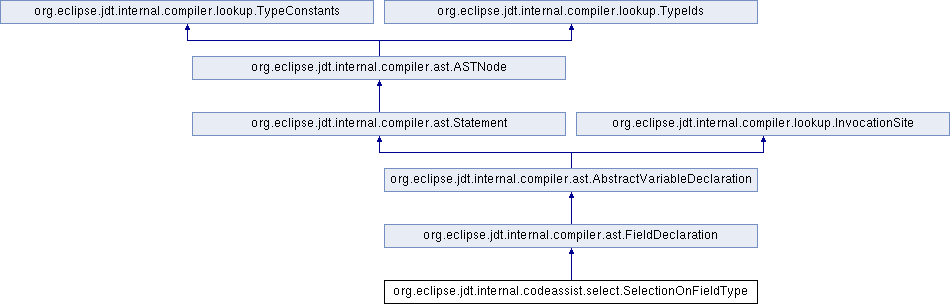 org.eclipse.jdt.internal.compiler.lookup.TypeConstants
org.eclipse.jdt.internal.compiler.lookup.TypeIds
org.eclipse.jdt.internal.compiler.ast.ASTNode
org.eclipse.jdt.internal.compiler.ast.Statement
org.eclipse.jdt.internal.compiler.lookup.InvocationSite
org.eclipse.jdt.internal.compiler.ast.AbstractVariableDeclaration
org.eclipse.jdt.internal.compiler.ast.FieldDeclaration
org.eclipse.jdt.internal.codeassist.select.SelectionOnFieldType